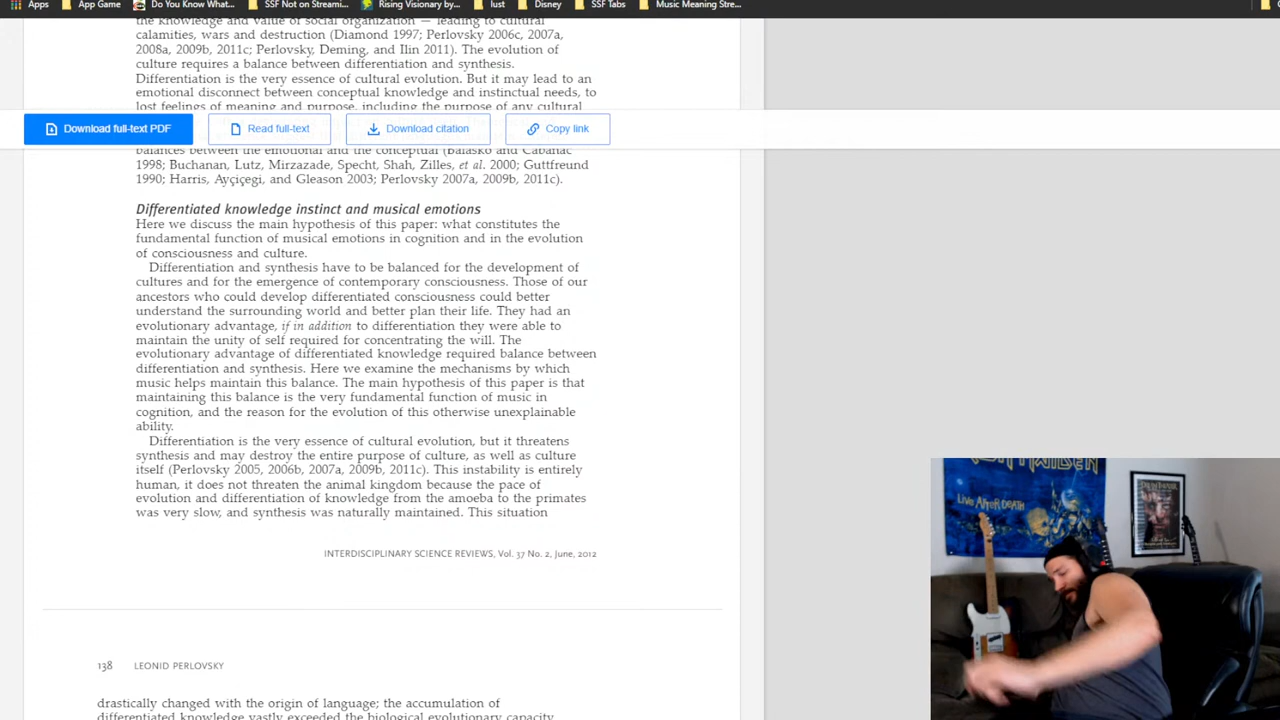 Apps App Game Do You Know What... SSF Not on Streami... Rising Visionary by... lust Disney SSF Tabs Music Meaning Stre...
the knowledge and value of social organization — leading to cultural
calamities, wars and destruction (Diamond 1997; Perlovsky 2006c, 2007a,
2008a, 2009b, 2011c; Perlovsky, Deming, and Ilin 2011). The evolution of
culture requires a balance between differentiation and synthesis.
Differentiation is the very essence of cultural evolution. But it may lead to an
emotional disconnect between conceptual knowledge and instinctual needs, to
lost feelings of meaning and purpose, including the purpose of any cultural
Download full-text PDF Read full-text Download citation Copy link
balances between the emotional and the conceptual (Balasko and Cabanac
1998; Buchanan, Lutz, Mirzazade, Specht, Shah, Zilles, et al. 2000; Guttfreund
1990; Harris, Ayçiçegi, and Gleason 2003; Perlovsky 2007a, 2009b, 2011c).
Differentiated knowledge instinct and musical emotions
Here we discuss the main hypothesis of this paper: what constitutes the
fundamental function of musical emotions in cognition and in the evolution
of consciousness and culture.
Differentiation and synthesis have to be balanced for the development of
cultures and for the emergence of contemporary consciousness. Those of our
ancestors who could develop differentiated consciousness could better
understand the surrounding world and better plan their life. They had an
evolutionary advantage, if in addition to differentiation they were able to
maintain the unity of self required for concentrating the will. The
evolutionary advantage of differentiated knowledge required balance between
differentiation and synthesis. Here we examine the mechanisms by which
music helps maintain this balance. The main hypothesis of this paper is that
maintaining this balance is the very fundamental function of music in
cognition, and the reason for the evolution of this otherwise unexplainable
ability.
Differentiation is the very essence of cultural evolution, but it threatens
synthesis and may destroy the entire purpose of culture, as well as culture
itself (Perlovsky 2005, 2006b, 2007a, 2009b, 2011c). This instability is entirely
human, it does not threaten the animal kingdom because the pace of
evolution and differentiation of knowledge from the amoeba to the primates
was very slow, and synthesis was naturally maintained. This situation
INTERDISCIPLINARY SCIENCE REVIEWS, Vol. 37 No. 2, June, 2012
138 LEONID PERLOVSKY
drastically changed with the origin of language; the accumulation of
differentiated knowledge vastly exceeded the biological evolutionary capacity
IRON MAIDEN
LIVE AFTER DEATH
DREAM THEATER